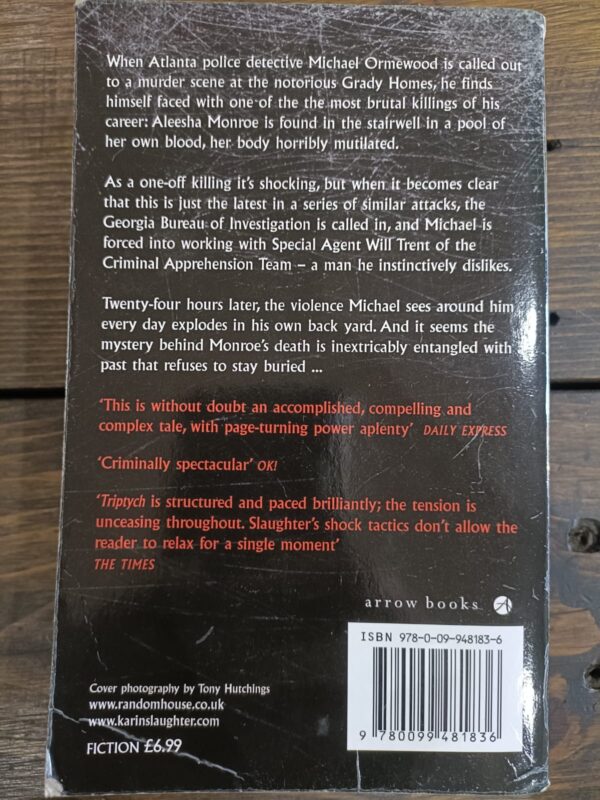 When Atlanta police detective Michael Ormewood is called out
to a murder scene at the notorious Grady Homes, he finds
himself faced with one of the the most brutal killings of his
career: Aleesha Monroe is found in the stairwell in a pool of
her own blood, her body horribly mutilated.
As a one-off killing it's shocking, but when it becomes clear
that this is just the latest in a series of similar attacks, the
Georgia Bureau of Investigation is called in, and Michael is
forced into working with Special Agent Will Trent of the
Criminal Apprehension Team – a man he instinctively dislikes.
Twenty-four hours later, the violence Michael sees around him
every day explodes in his own back yard. And it seems the
mystery behind Monroe's death is inextricably entangled with
past that refuses to stay buried ...
'This is without doubt an accomplished, compelling and
complex tale, with page-turning power aplenty' DAILY EXPRESS
'Criminally spectacular' OK!
'Triptych is structured and paced brilliantly; the tension is
unceasing throughout. Slaughter's shock tactics don't allow the
reader to relax for a single moment'
THE TIMES
arrow books
ISBN 978-0-09-948183-6
9 780099 481836
Cover photography by Tony Hutchings
www.randomhouse.co.uk
www.karinslaughter.com
FICTION £6.99